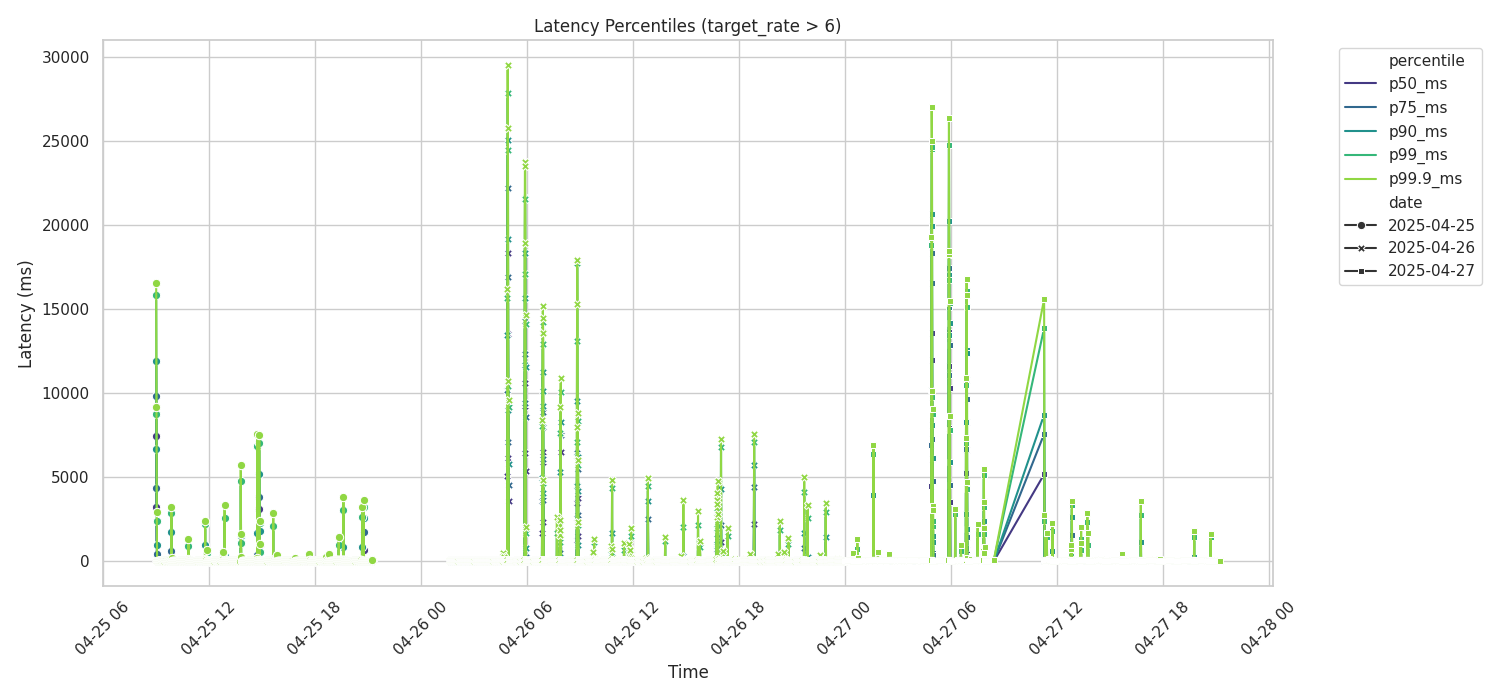 Latency Percentiles (target_rate > 6)
30000
25000
20000
15000
10000
5000
0
Latency (ms)
04-25 06
04-25 12
04-25 18
04-26 00
04-26 06
04-26 12
04-26 18
04-27 00
04-27 06
04-27 12
04-27 18
04-28 00
Time
percentile
p50_ms
p75_ms
p90_ms
p99_ms
p99.9_ms
date
2025-04-25
2025-04-26
2025-04-27